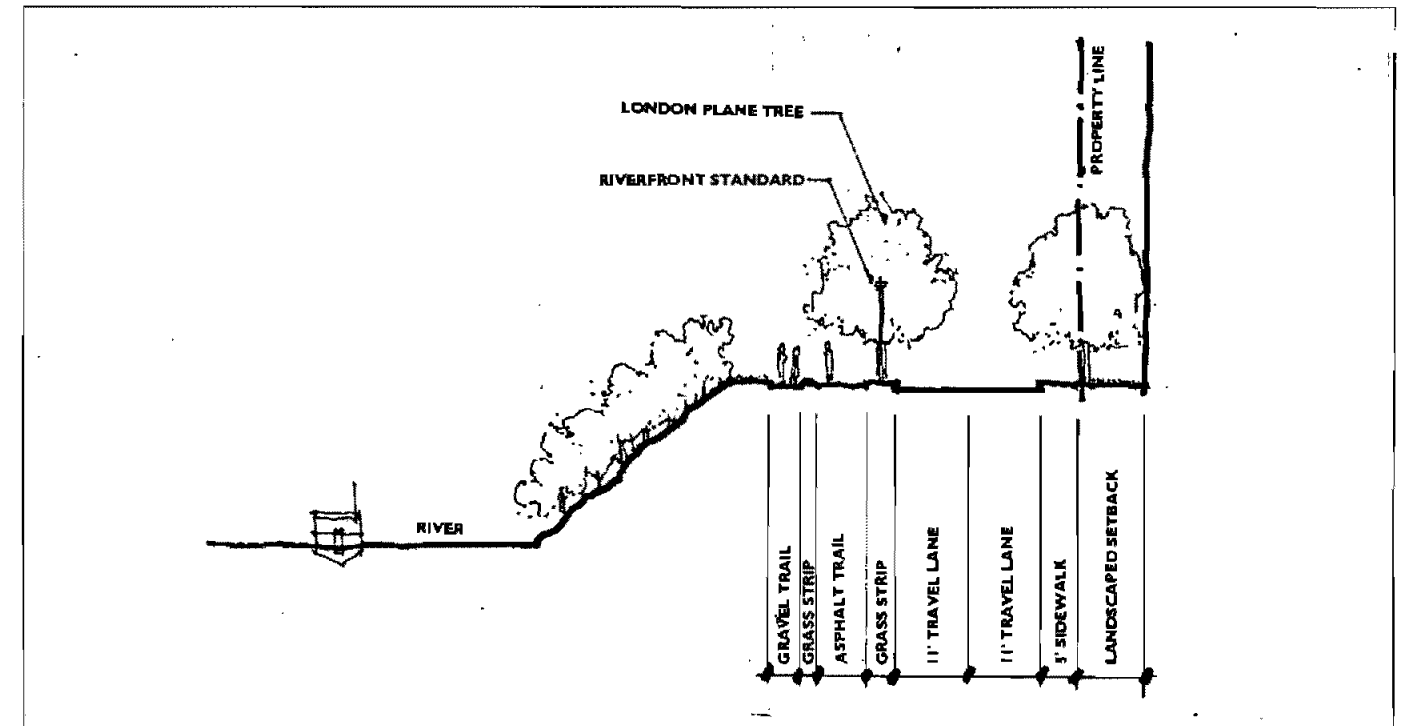 PROPERTY LINE
LONDON PLANE TREE
RIVERFRONT STANDARD
RIVER
GRAVEL TRAIL
GRASS STRIP
ASPHALT TRAIL
GRASS STRIP
11' TRAVEL LANE
11' TRAVEL LANE
5' SIDEWALK
LANDSCAPED SETBACK